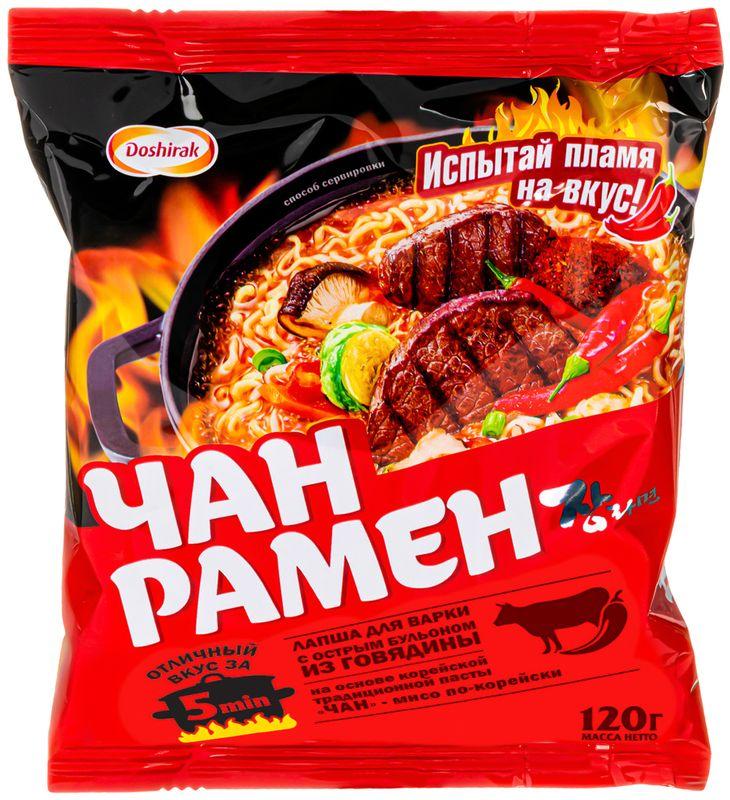 Doshirak
способ сервировки
Испытай пламя
на вкус!
ЧАН
РАМЕН
ОТЛИЧНЫЙ
ВКУС ЗА
5 min
ЛАПША ДЛЯ ВАРКИ
С ОСТРЫМ БУЛЬОНОМ
ИЗ ГОВЯДИНЫ
на основе корейской
традиционной пасты
«ЧАН» - мисо по-корейски
120г
МАССА НЕТТО